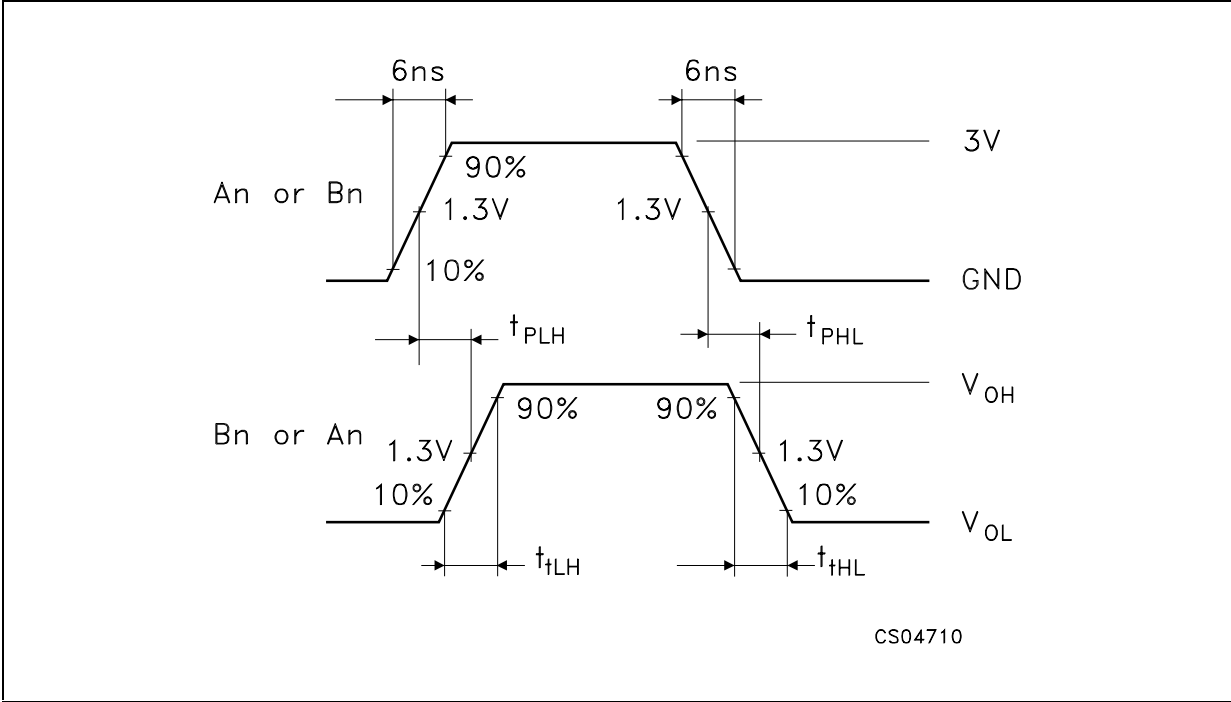 6ns 6ns
3V
90%
An or Bn
1.3V 1.3V
10%
GND
tPLH tPHL
VOH
90% 90%
Bn or An
1.3V 1.3V
10% 10%
VOL
ttLH ttHL
CS04710